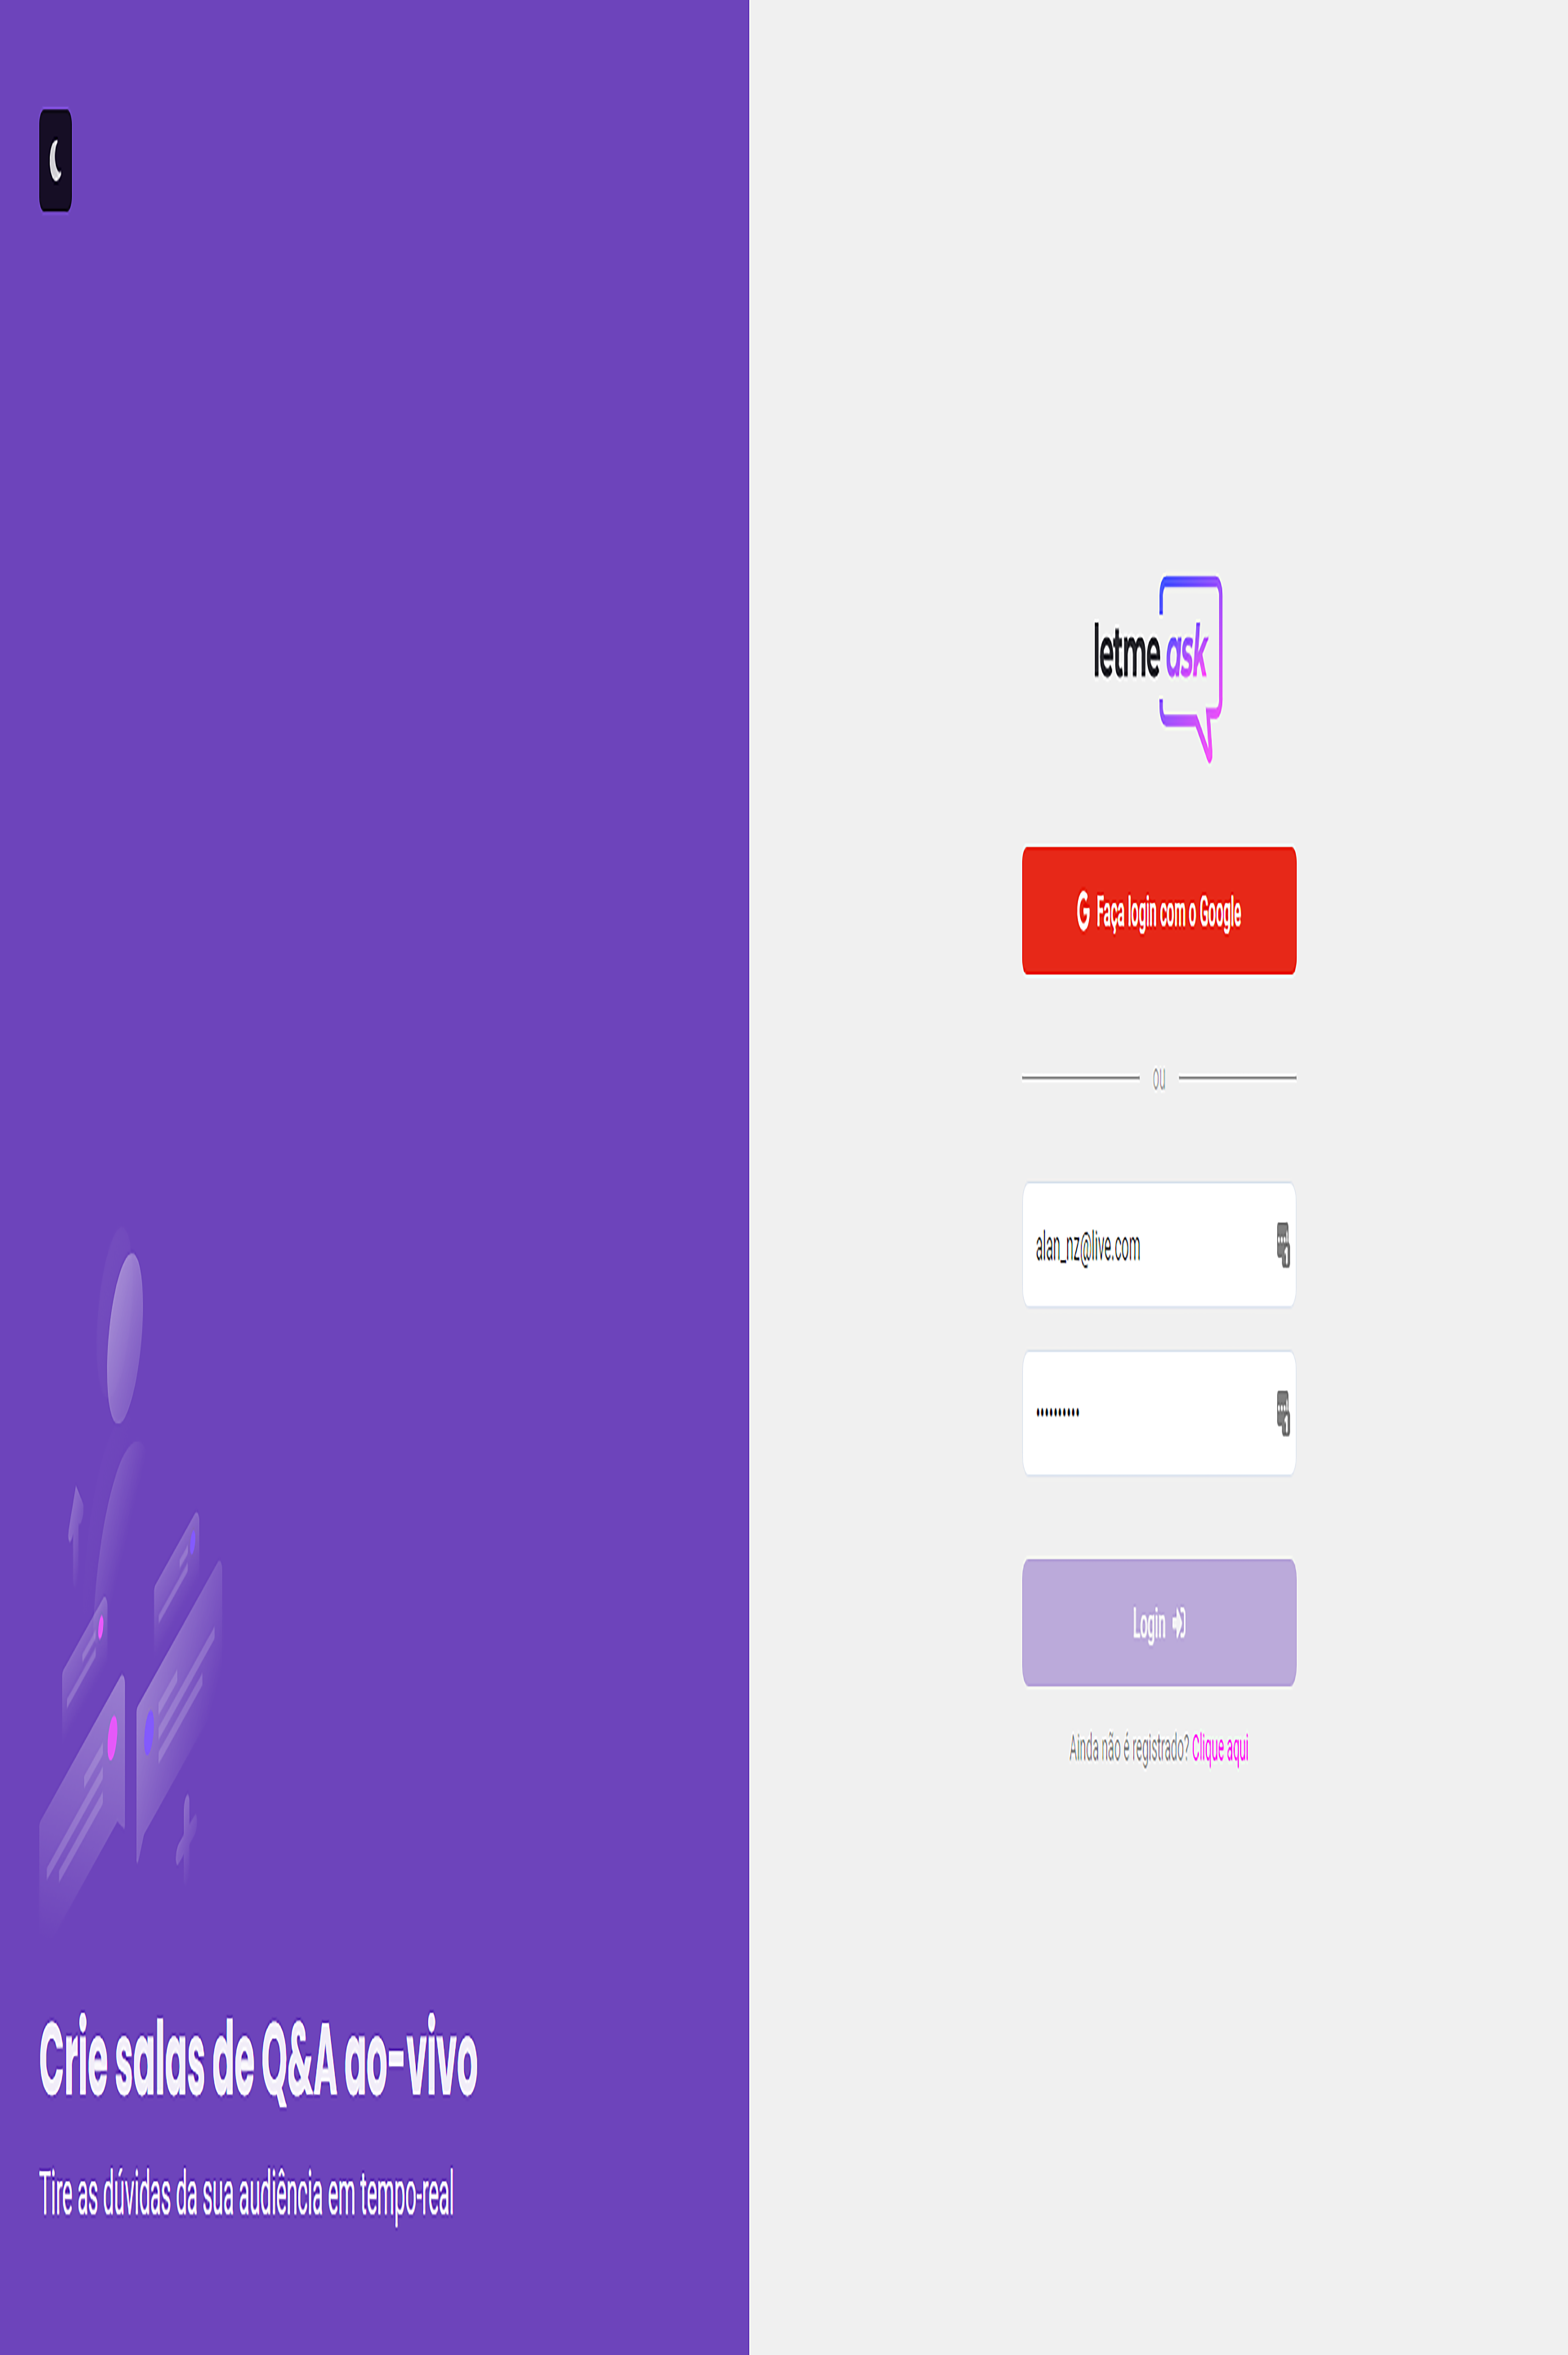 Crie salas de Q&A ao-vivo
Tire as dúvidas da sua audiência em tempo-real
letme ask
G Faça login com o Google
ou
alan_nz@live.com
••••••••••
Login
Ainda não é registrado? Clique aqui